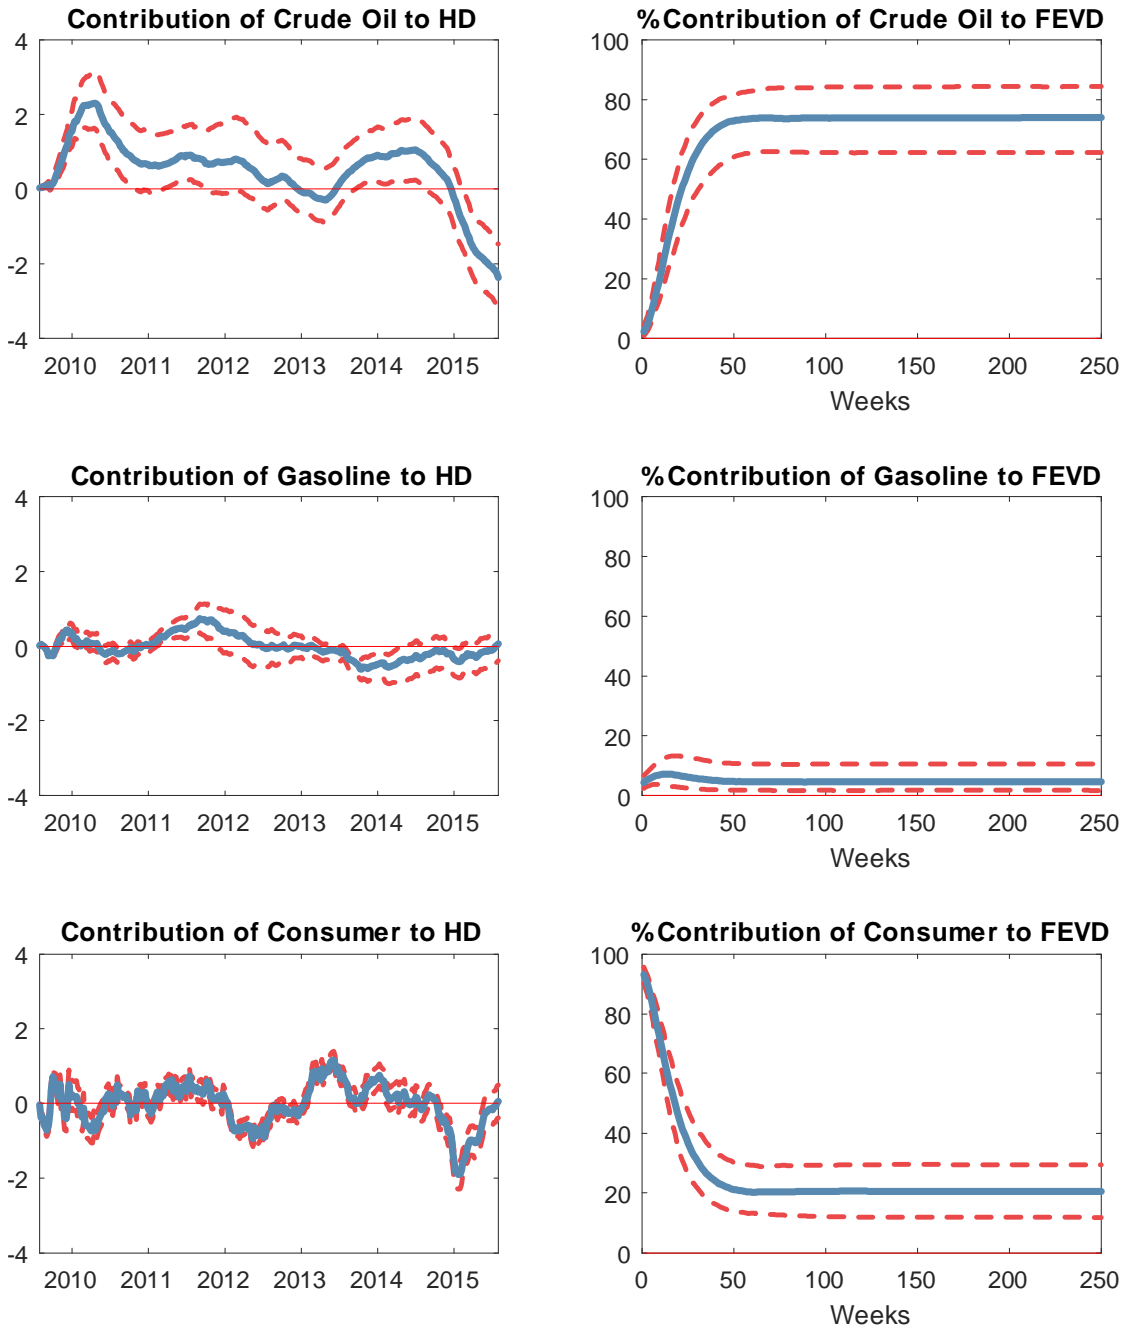 Contribution of Crude Oil to HD
4
2
0
-2
-4
2010 2011 2012 2013 2014 2015
%Contribution of Crude Oil to FEVD
100
80
60
40
20
0
0 50 100 150 200 250
Weeks
Contribution of Gasoline to HD
4
2
0
-2
-4
2010 2011 2012 2013 2014 2015
%Contribution of Gasoline to FEVD
100
80
60
40
20
0
0 50 100 150 200 250
Weeks
Contribution of Consumer to HD
4
2
0
-2
-4
2010 2011 2012 2013 2014 2015
%Contribution of Consumer to FEVD
100
80
60
40
20
0
0 50 100 150 200 250
Weeks